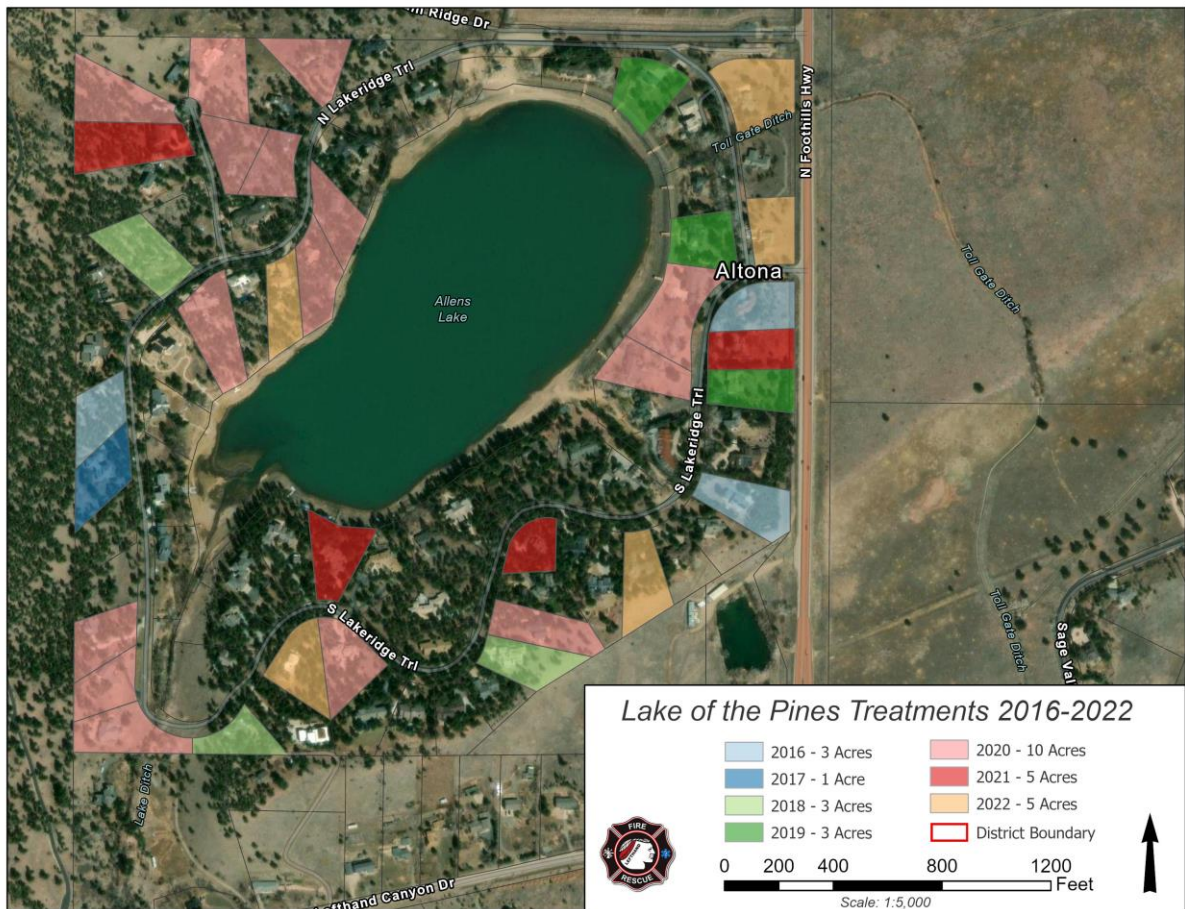 Ridge Dr
N Lakeridge Trl
N Foothills Hwy
Toll Gate Ditch
Toll Gate Ditch
Altona
Allens
Lake
S Lakeridge Trl
S Lakeridge Trl
Toll Gate Ditch
Sage Val
Lake Ditch
Lefthand Canyon Dr
Lake of the Pines Treatments 2016-2022
2016 - 3 Acres
2017 - 1 Acre
2018 - 3 Acres
2019 - 3 Acres
2020 - 10 Acres
2021 - 5 Acres
2022 - 5 Acres
District Boundary
FIRE
RESCUE
0 200 400 800 1200
Feet
Scale: 1:5,000